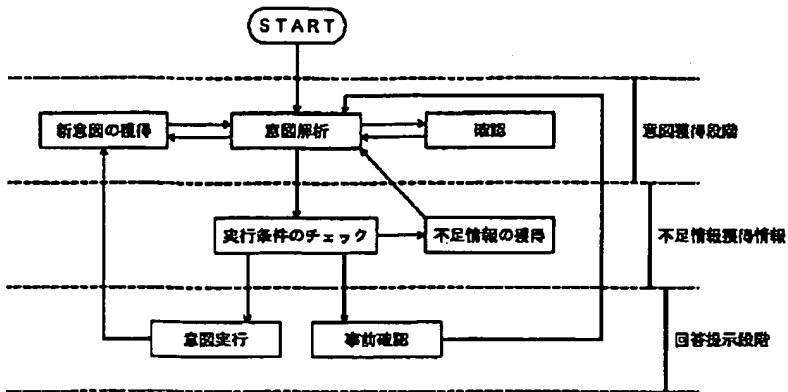 START
新意図の獲得
意図解析
確認
意図獲得段階
実行条件のチェック
不足情報の獲得
不足情報獲得情報
意図実行
事前確認
回答提示段階